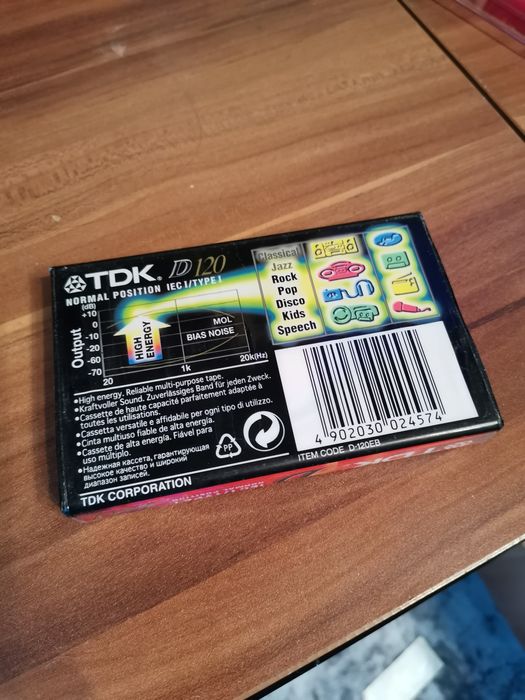 TDK D120
NORMAL POSITION IEC I/TYPE I
(dB)
+10
0
-10
-20
-60
-70
Output
HIGH ENERGY
MOL
BIAS NOISE
20
1k
20k(Hz)
Classical
Jazz
Rock
Pop
Disco
Kids
Speech
•High energy. Reliable multi-purpose tape.
•Kraftvoller Sound. Zuverlässiges Band für jeden Zweck.
•Cassette de haute capacité parfaitement adaptée à
toutes les utilisations.
•Cassetta versatile e affidabile per ogni tipo di utilizzo.
•Cinta multiuso fiable de alta energía.
•Cassete de alta energia. Fiável para
uso múltiplo.
•Надежная кассета, гарантирующая
высокое качество и широкий
диапазон записей.
TDK CORPORATION
PP
4 902030 024574
ITEM CODE D-120EB
TDK